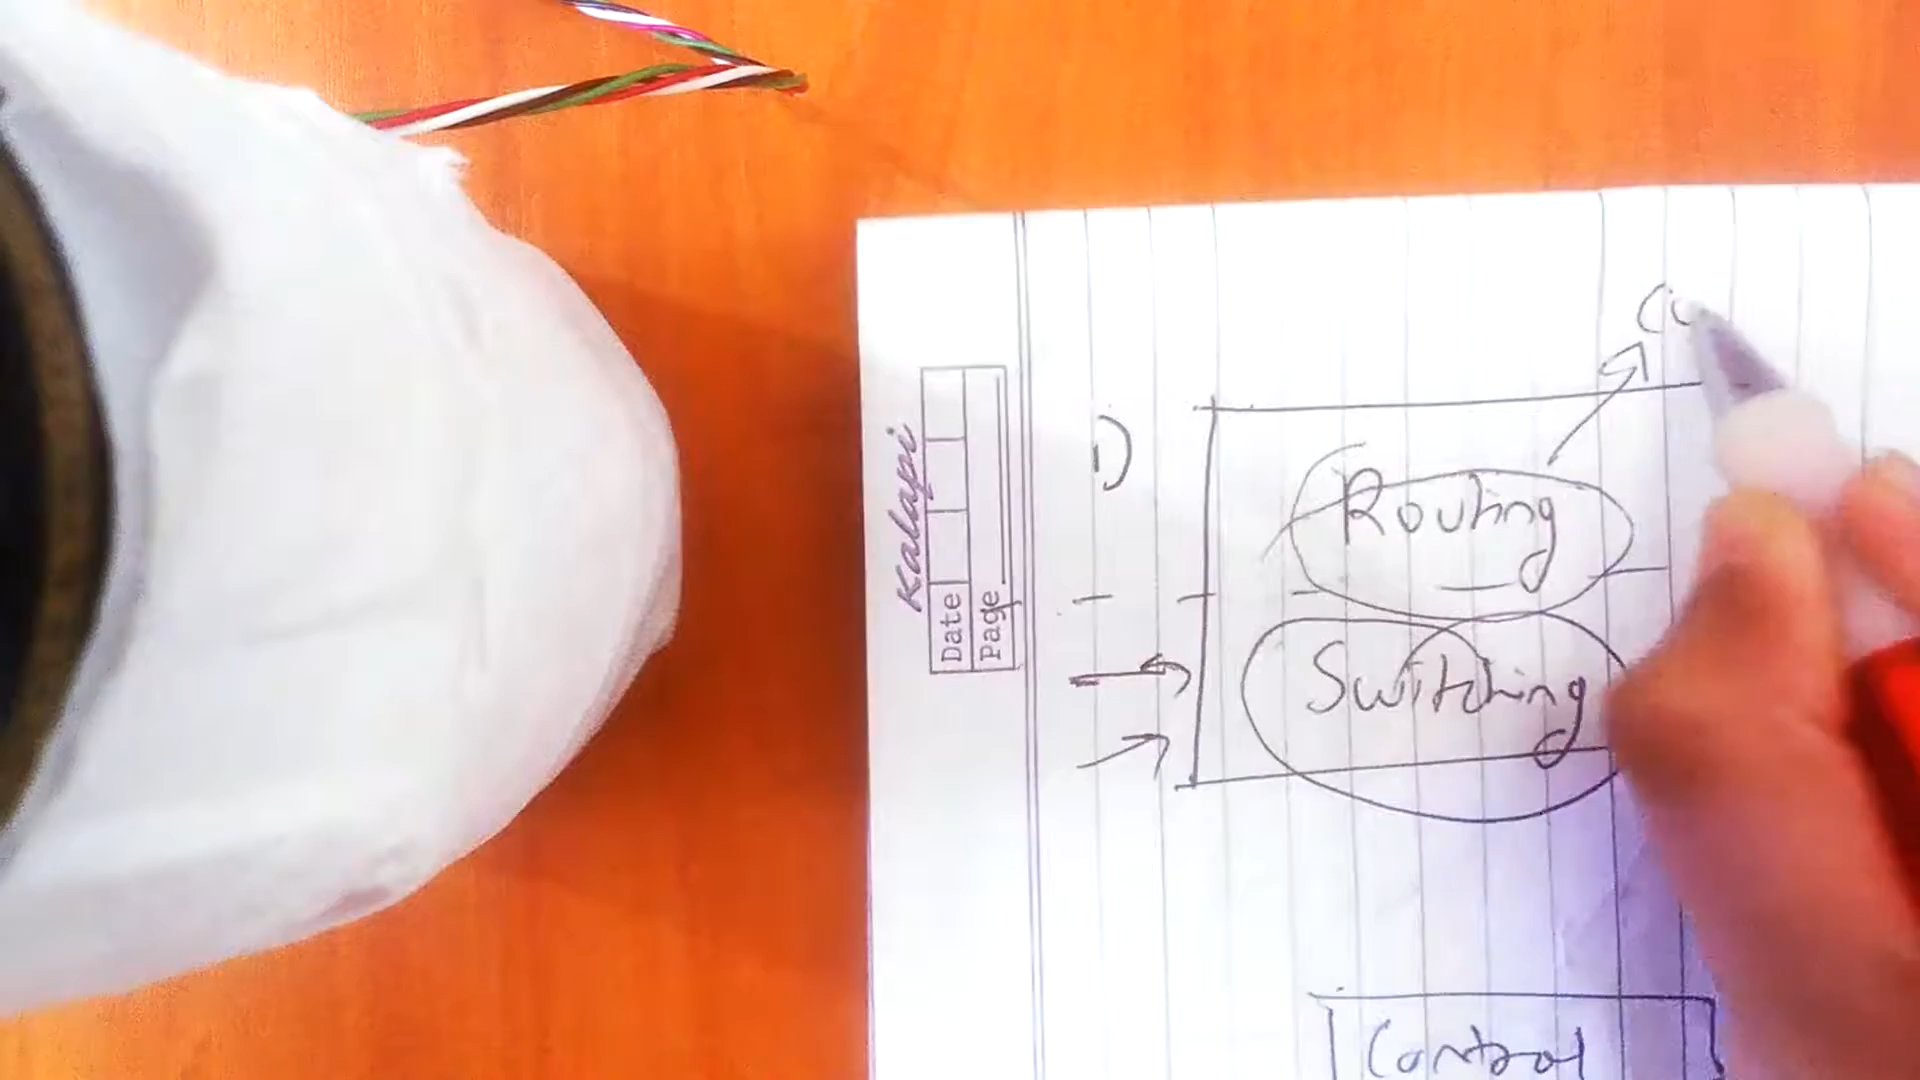 Kalapi
Date
Page
1)
Routing
Switching
Control